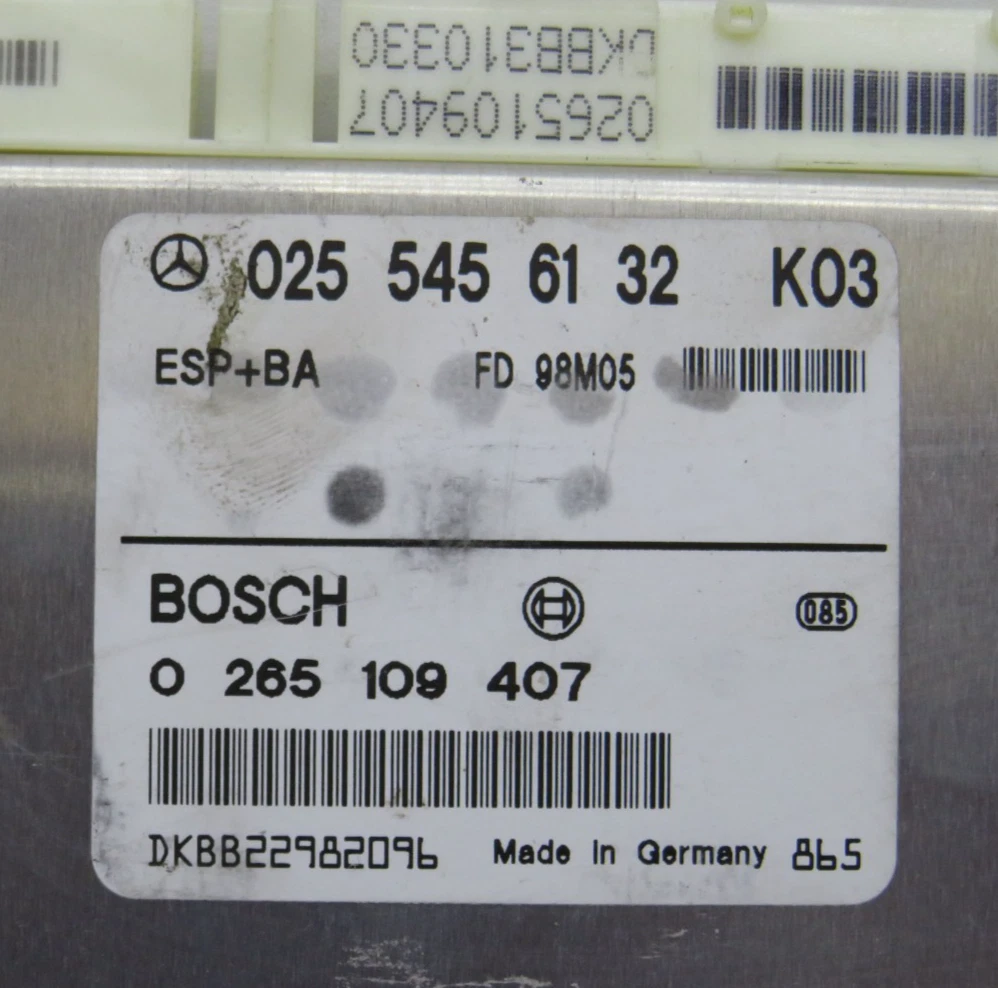 DKBB310330
0265109407
025 545 61 32 K03
ESP+BA FD 98M05
BOSCH 085
0 265 109 407
DKBB22982096 Made in Germany 865